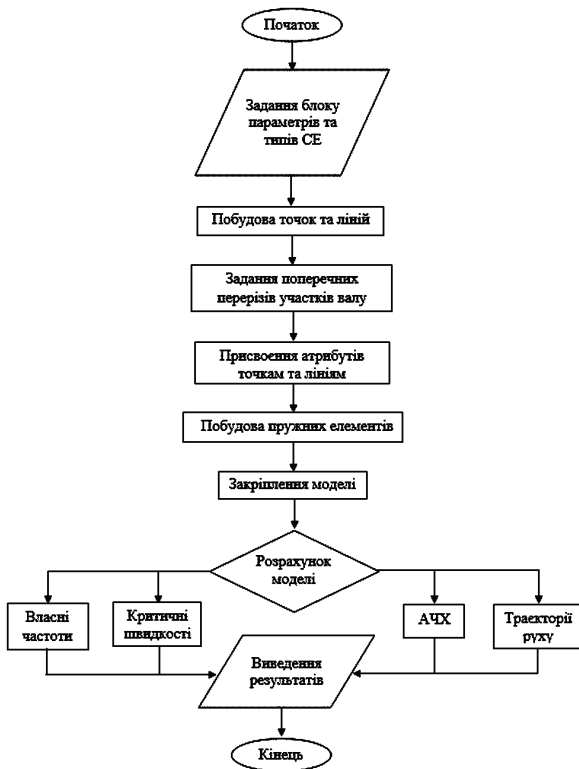 Початок
Задання блоку
параметрів та
типів СЕ
Побудова точок та ліній
Задання поперечних
перерізів участків валу
Присвоєння атрибутів
точкам та лініям
Побудова пружних елементів
Закріплення моделі
Розрахунок
моделі
Власні
частоти
Критичні
швидкості
АЧХ
Траекторії
руху
Виведення
результатів
Кінець